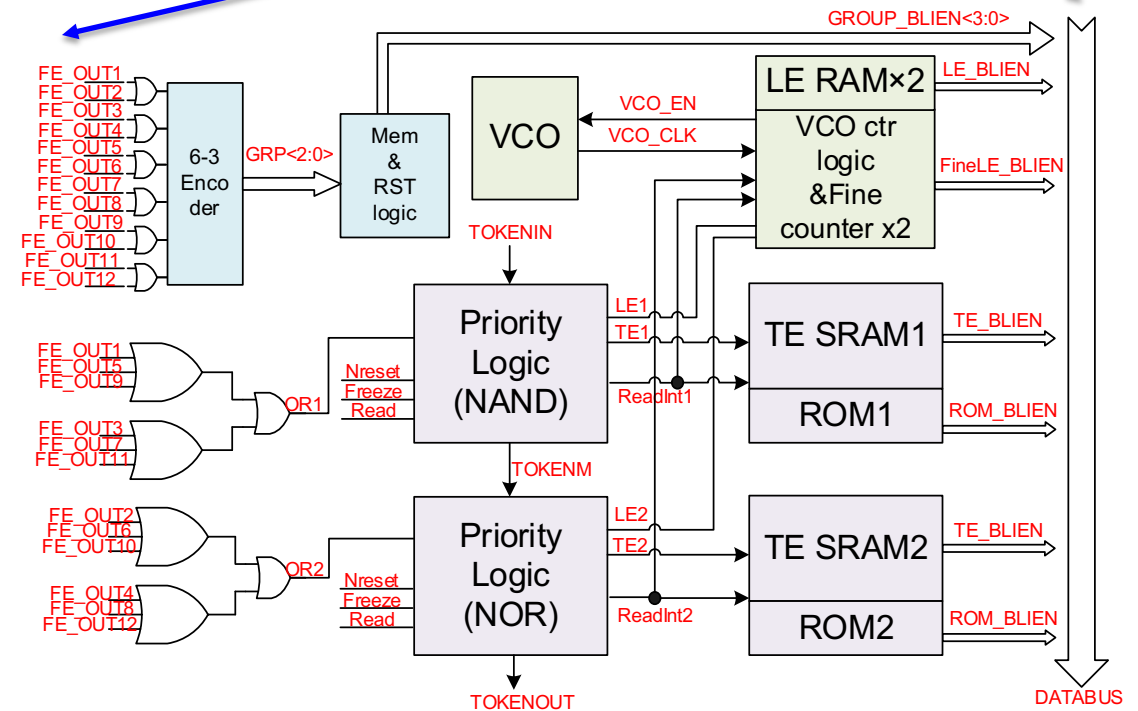 GROUP_BLIEN<3:0>
FE_OUT1
FE_OUT2
FE_OUT3
FE_OUT4
FE_OUT5
FE_OUT6
FE_OUT7
FE_OUT8
FE_OUT9
FE_OUT10
FE_OUT11
FE_OUT12
6-3
Enco
der
GRP<2:0>
Mem
&
RST
logic
VCO
VCO_EN
VCO_CLK
LE RAM×2
VCO ctr
logic
&Fine
counter x2
LE_BLIEN
FineLE_BLIEN
TOKENIN
FE_OUT1
FE_OUT5
FE_OUT9
FE_OUT3
FE_OUT7
FE_OUT11
OR1
Nreset
Freeze
Read
Priority
Logic
(NAND)
LE1
TE1
ReadInt1
TE SRAM1
ROM1
TE_BLIEN
ROM_BLIEN
TOKENM
FE_OUT2
FE_OUT6
FE_OUT10
FE_OUT4
FE_OUT8
FE_OUT12
OR2
Nreset
Freeze
Read
Priority
Logic
(NOR)
LE2
TE2
ReadInt2
TE SRAM2
ROM2
TE_BLIEN
ROM_BLIEN
TOKENOUT
DATABUS